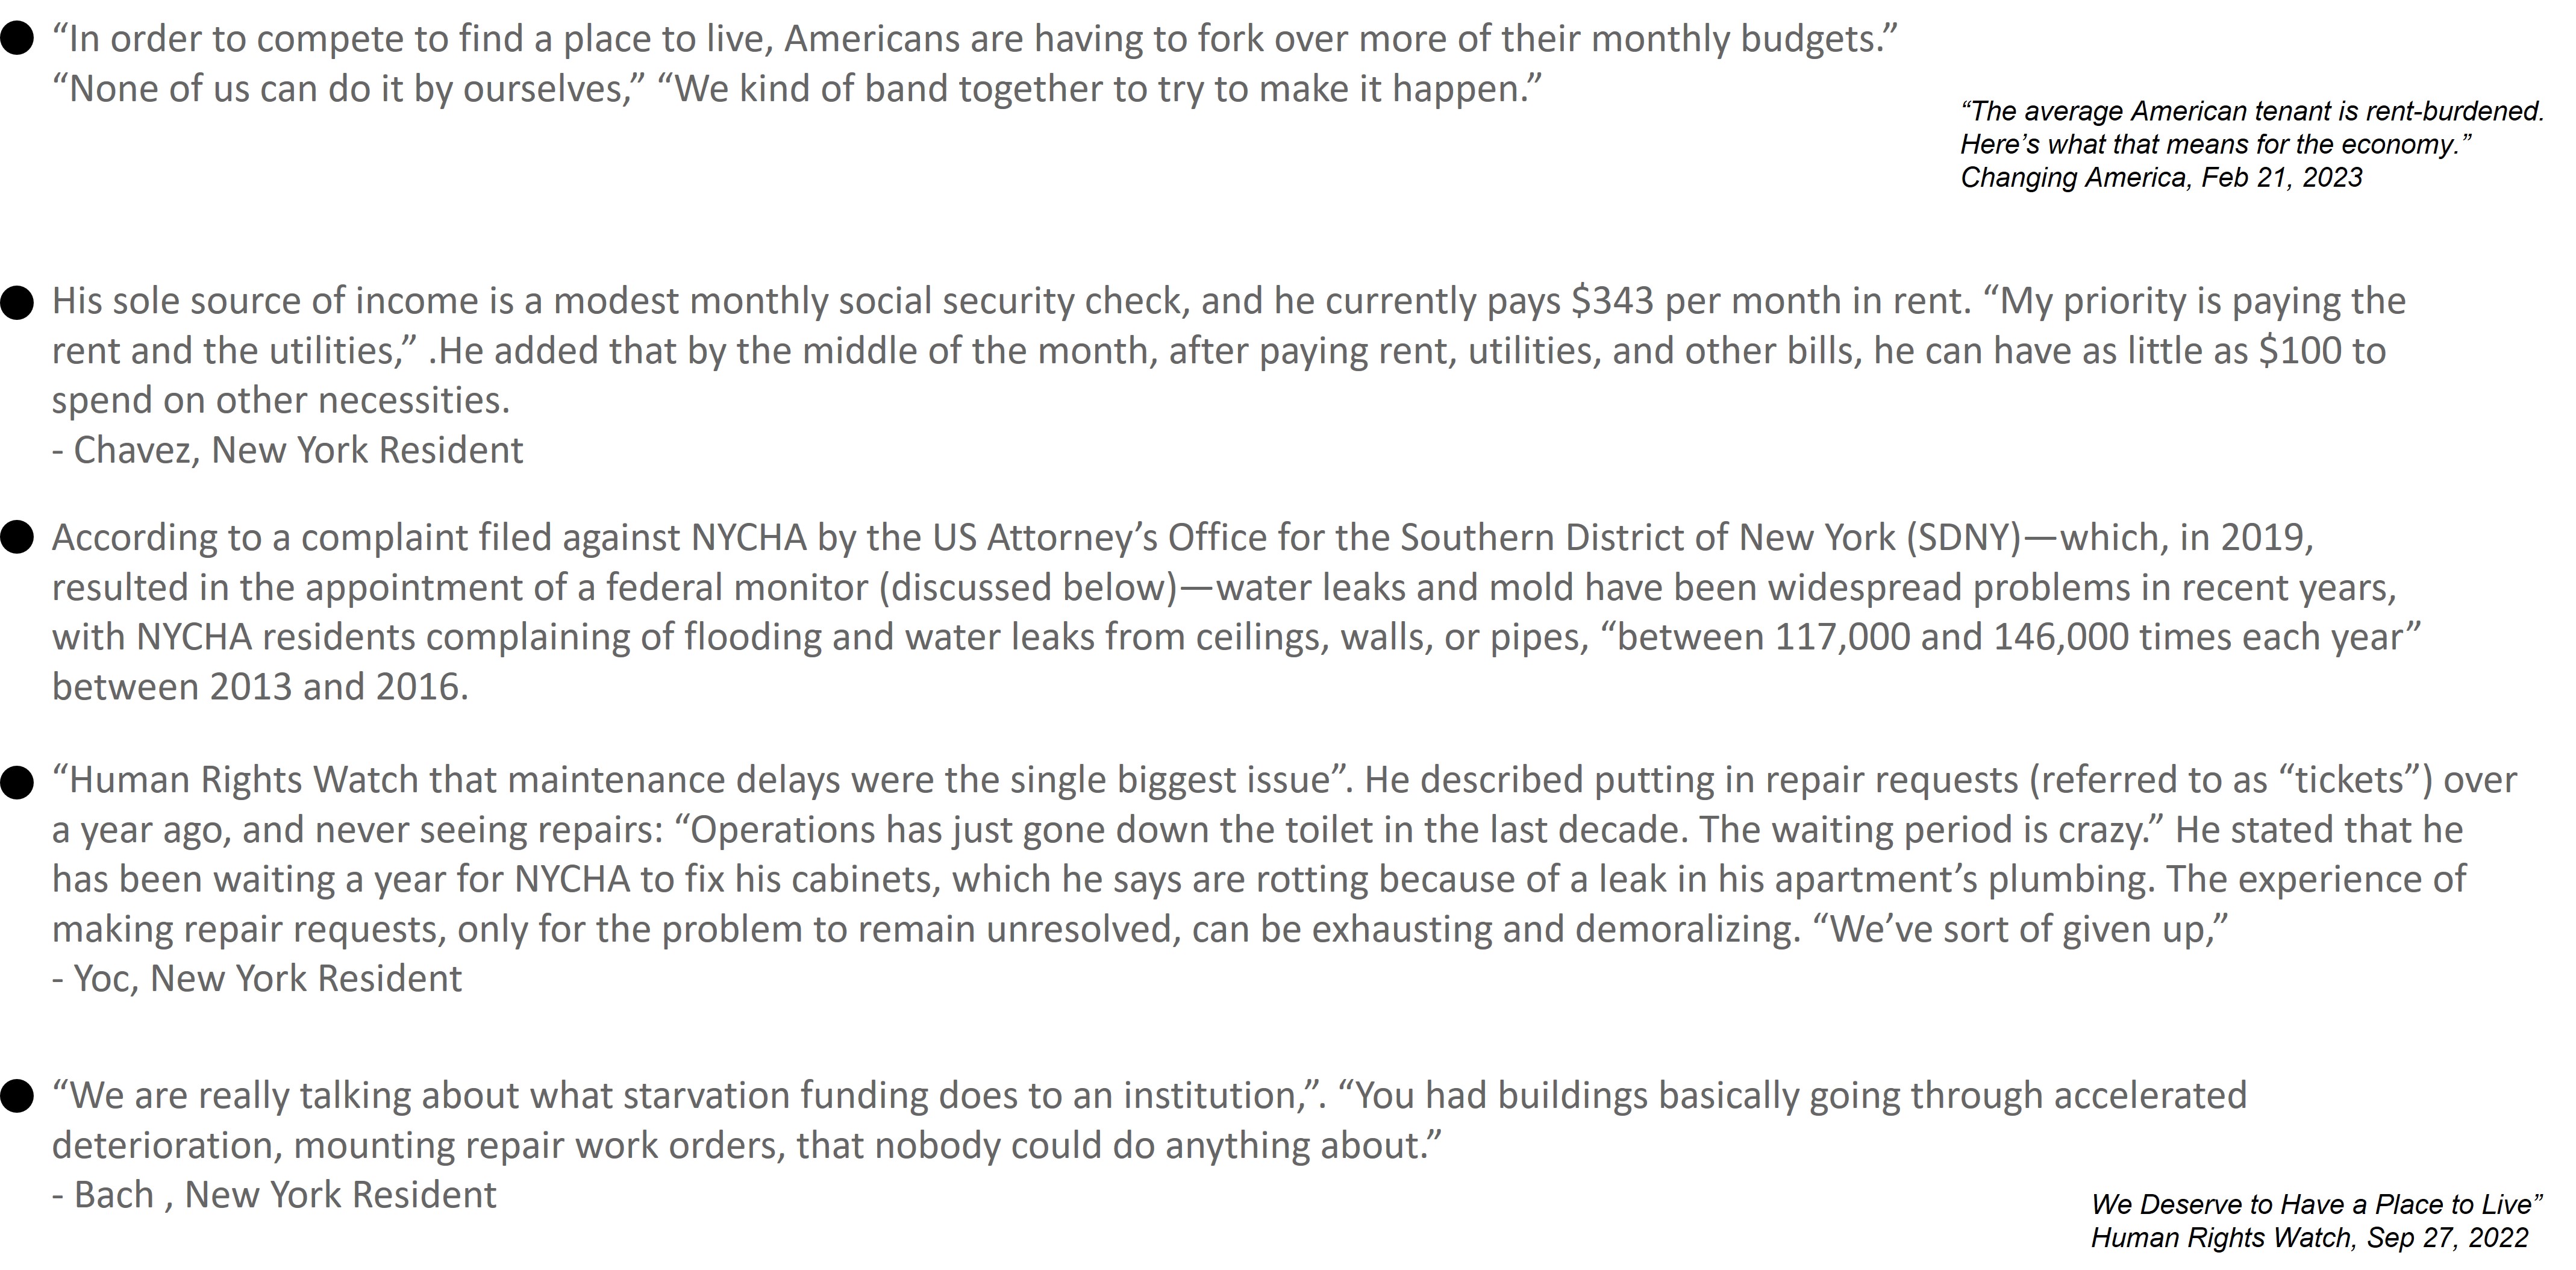 “In order to compete to find a place to live, Americans are having to fork over more of their monthly budgets.”
“None of us can do it by ourselves,” “We kind of band together to try to make it happen.”
“The average American tenant is rent-burdened.
Here’s what that means for the economy.”
Changing America, Feb 21, 2023
His sole source of income is a modest monthly social security check, and he currently pays $343 per month in rent. “My priority is paying the
rent and the utilities,” .He added that by the middle of the month, after paying rent, utilities, and other bills, he can have as little as $100 to
spend on other necessities.
- Chavez, New York Resident
According to a complaint filed against NYCHA by the US Attorney’s Office for the Southern District of New York (SDNY)—which, in 2019,
resulted in the appointment of a federal monitor (discussed below)—water leaks and mold have been widespread problems in recent years,
with NYCHA residents complaining of flooding and water leaks from ceilings, walls, or pipes, “between 117,000 and 146,000 times each year”
between 2013 and 2016.
“Human Rights Watch that maintenance delays were the single biggest issue”. He described putting in repair requests (referred to as “tickets”) over
a year ago, and never seeing repairs: “Operations has just gone down the toilet in the last decade. The waiting period is crazy.” He stated that he
has been waiting a year for NYCHA to fix his cabinets, which he says are rotting because of a leak in his apartment’s plumbing. The experience of
making repair requests, only for the problem to remain unresolved, can be exhausting and demoralizing. “We’ve sort of given up,”
- Yoc, New York Resident
“We are really talking about what starvation funding does to an institution,”. “You had buildings basically going through accelerated
deterioration, mounting repair work orders, that nobody could do anything about.”
- Bach , New York Resident
We Deserve to Have a Place to Live”
Human Rights Watch, Sep 27, 2022